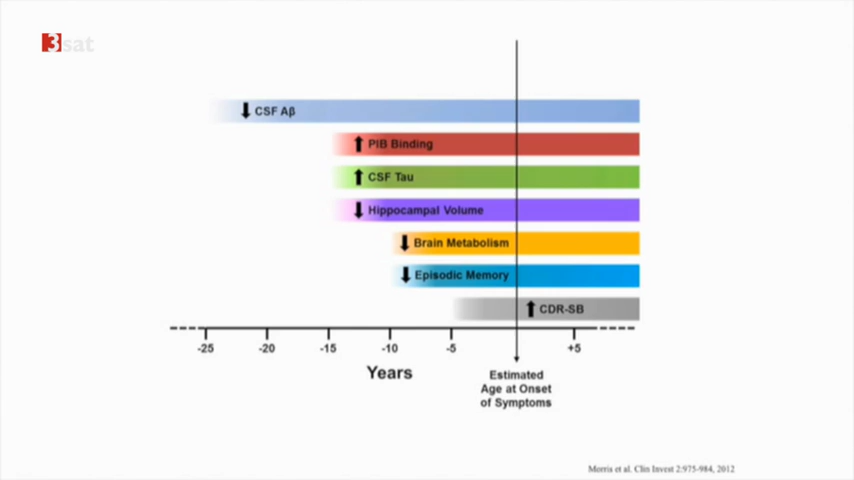 3sat
CSF Aβ
PIB Binding
CSF Tau
Hippocampal Volume
Brain Metabolism
Episodic Memory
CDR-SB
-25 -20 -15 -10 -5 +5
Years
Estimated
Age at Onset
of Symptoms
Morris et al. Clin Invest 2:975-984, 2012